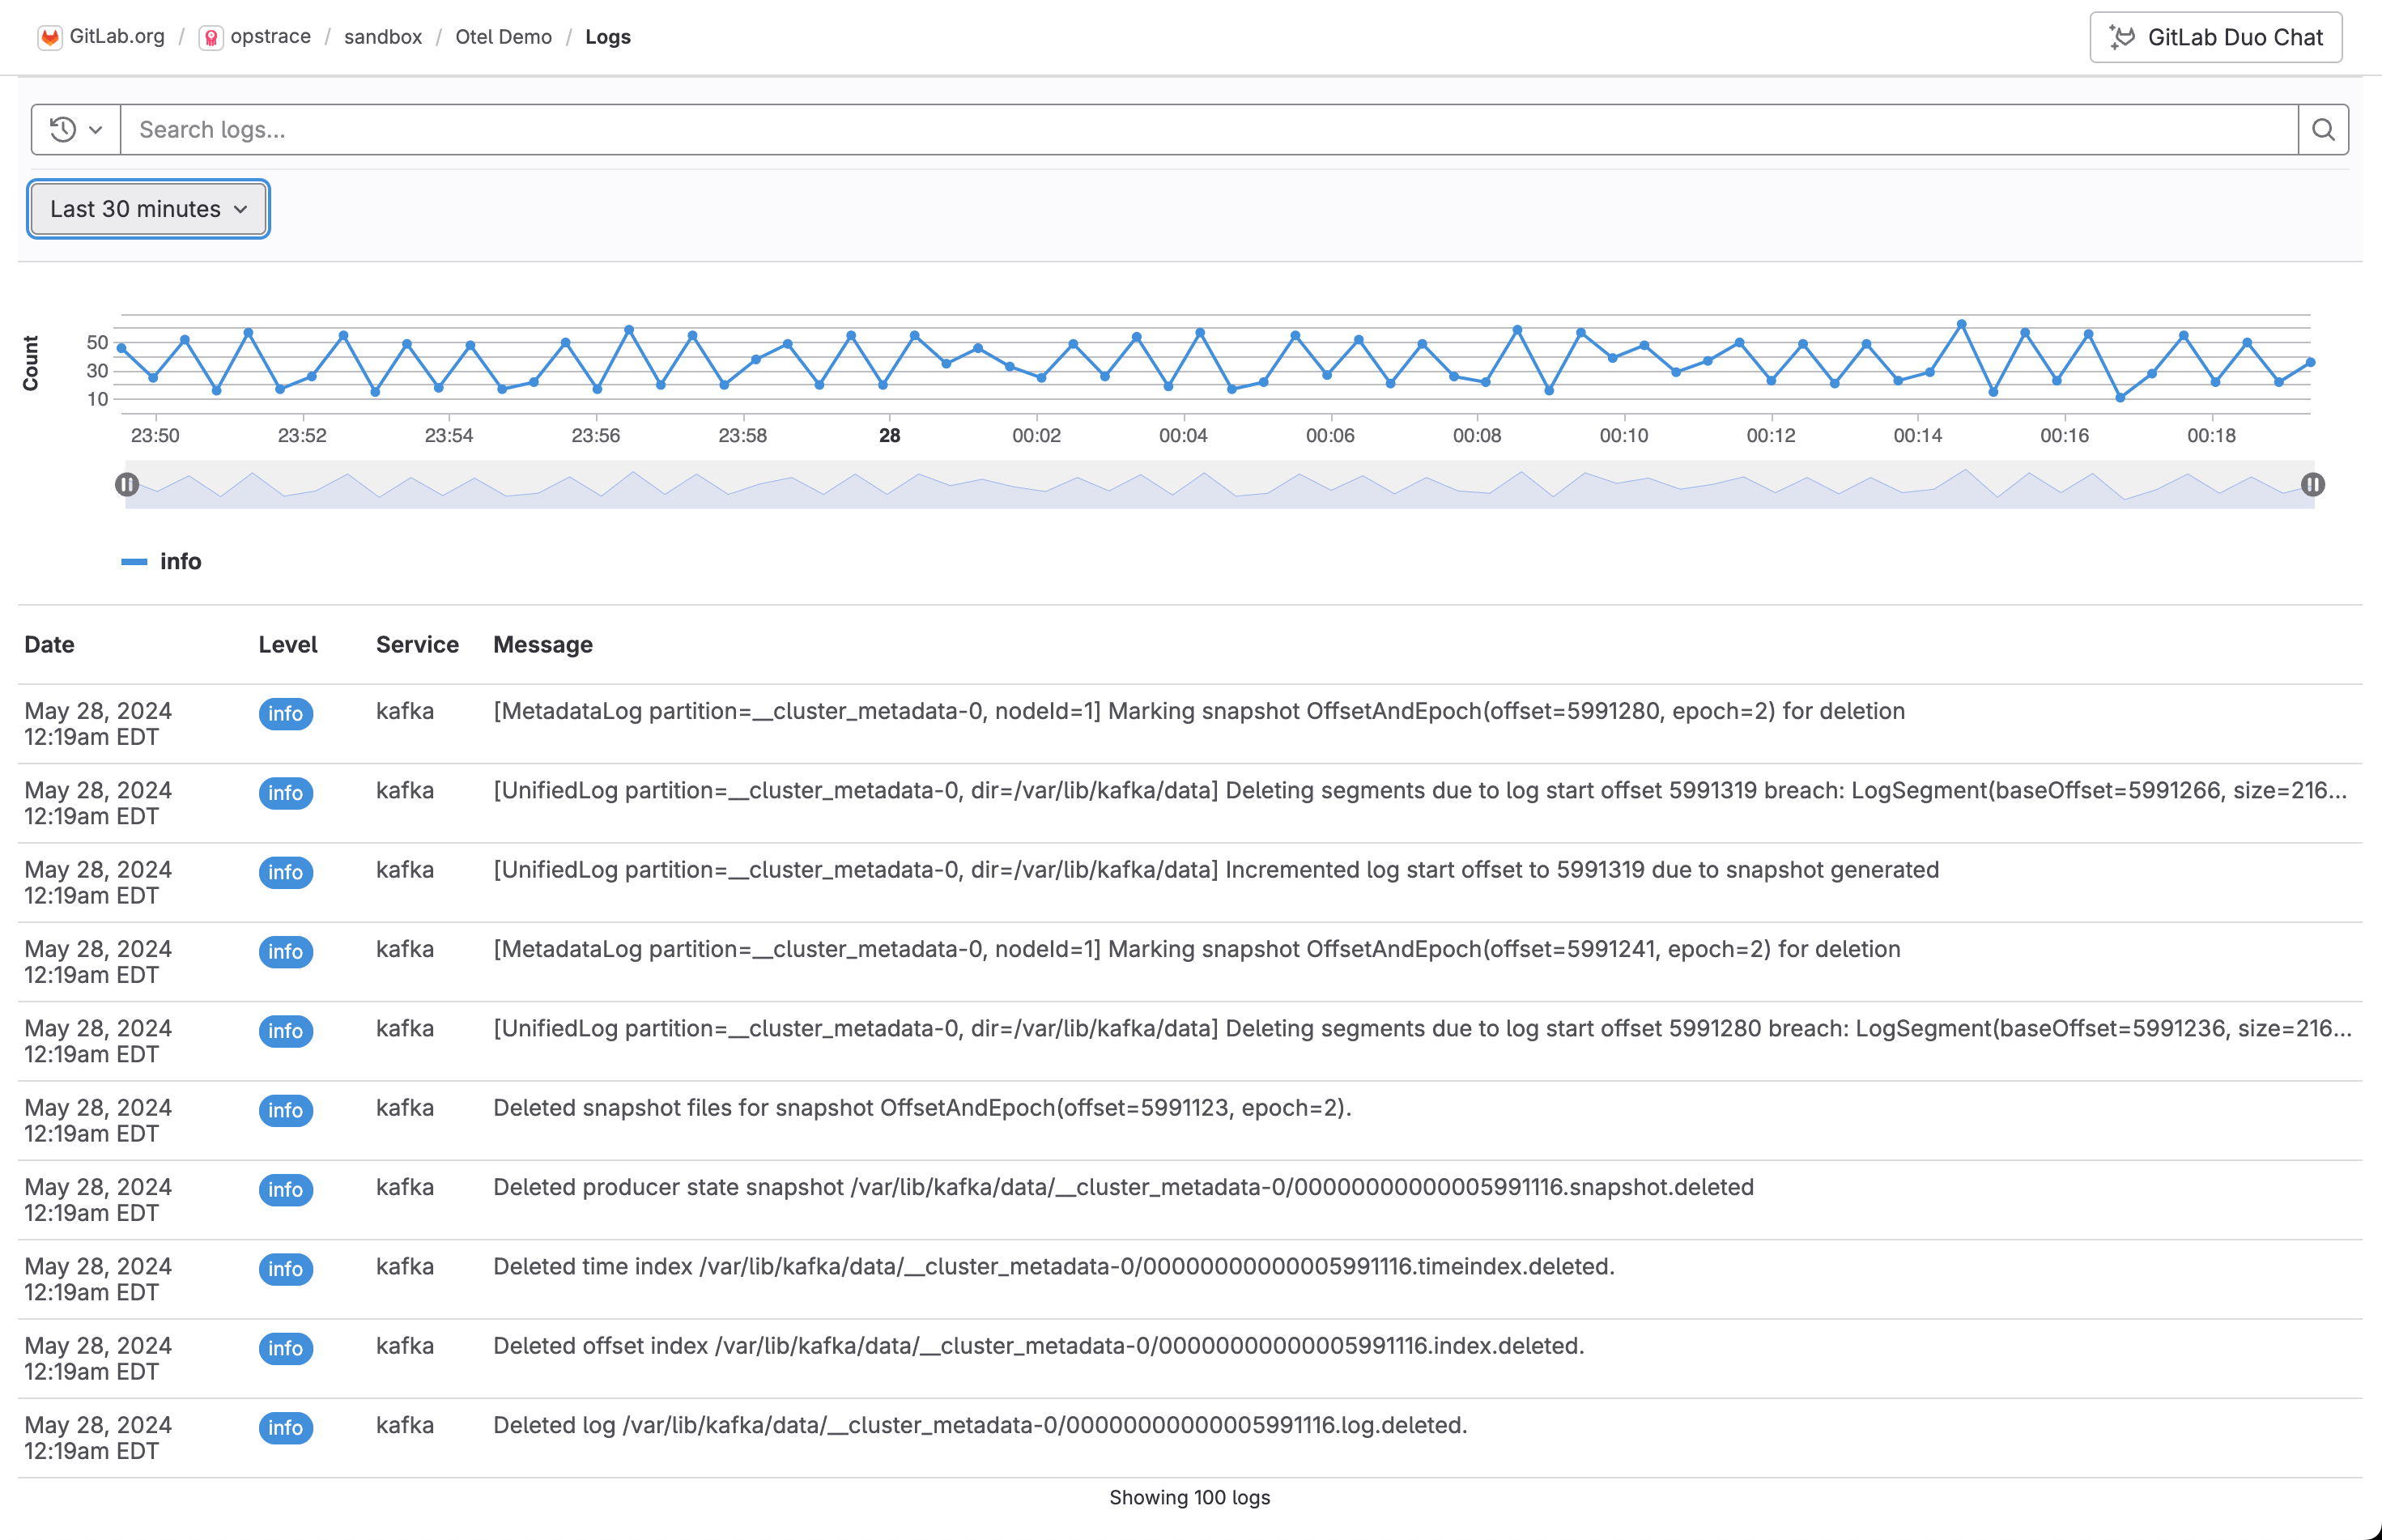 GitLab.org / opstrace / sandbox / Otel Demo / Logs
GitLab Duo Chat
Search logs...
Last 30 minutes
Count
50
30
10
23:50 23:52 23:54 23:56 23:58 28 00:02 00:04 00:06 00:08 00:10 00:12 00:14 00:16 00:18
info
Date Level Service Message
May 28, 2024 info kafka [MetadataLog partition=__cluster_metadata-0, nodeId=1] Marking snapshot OffsetAndEpoch(offset=5991280, epoch=2) for deletion
12:19am EDT
May 28, 2024 info kafka [UnifiedLog partition=__cluster_metadata-0, dir=/var/lib/kafka/data] Deleting segments due to log start offset 5991319 breach: LogSegment(baseOffset=5991266, size=216...
12:19am EDT
May 28, 2024 info kafka [UnifiedLog partition=__cluster_metadata-0, dir=/var/lib/kafka/data] Incremented log start offset to 5991319 due to snapshot generated
12:19am EDT
May 28, 2024 info kafka [MetadataLog partition=__cluster_metadata-0, nodeId=1] Marking snapshot OffsetAndEpoch(offset=5991241, epoch=2) for deletion
12:19am EDT
May 28, 2024 info kafka [UnifiedLog partition=__cluster_metadata-0, dir=/var/lib/kafka/data] Deleting segments due to log start offset 5991280 breach: LogSegment(baseOffset=5991236, size=216...
12:19am EDT
May 28, 2024 info kafka Deleted snapshot files for snapshot OffsetAndEpoch(offset=5991123, epoch=2).
12:19am EDT
May 28, 2024 info kafka Deleted producer state snapshot /var/lib/kafka/data/__cluster_metadata-0/00000000000005991116.snapshot.deleted
12:19am EDT
May 28, 2024 info kafka Deleted time index /var/lib/kafka/data/__cluster_metadata-0/00000000000005991116.timeindex.deleted.
12:19am EDT
May 28, 2024 info kafka Deleted offset index /var/lib/kafka/data/__cluster_metadata-0/00000000000005991116.index.deleted.
12:19am EDT
May 28, 2024 info kafka Deleted log /var/lib/kafka/data/__cluster_metadata-0/00000000000005991116.log.deleted.
12:19am EDT
Showing 100 logs